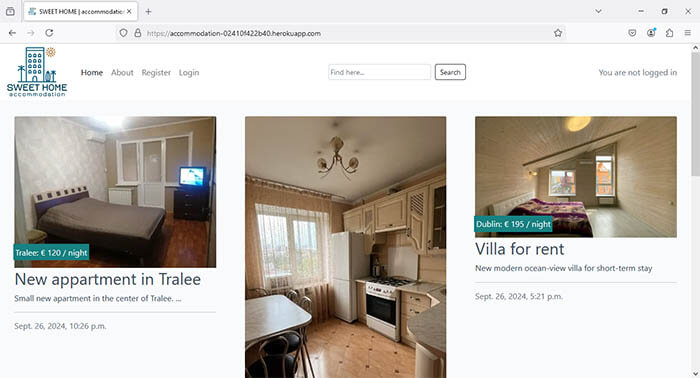 SWEET HOME | accommodation
https://accommodation-02410f422b40.herokuapp.com
SWEET HOME
accommodation
Home About Register Login
Find here...
Search
You are not logged in
Tralee: € 120 / night
New appartment in Tralee
Small new appartment in the center of Tralee. ...
Sept. 26, 2024, 10:26 p.m.
Dublin: € 195 / night
Villa for rent
New modern ocean-view villa for short-term stay
Sept. 26, 2024, 5:21 p.m.